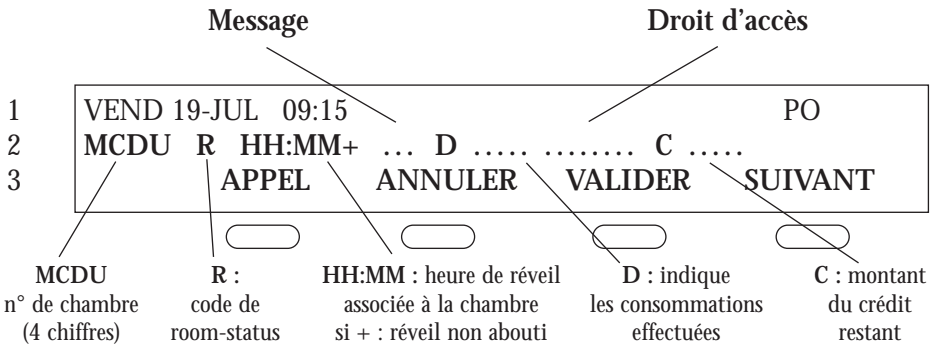 Message Droit d'accès
1 VEND 19-JUL 09:15 PO
2 MCDU R HH:MM+ ... D ..... ........ C .....
3 APPEL ANNULER VALIDER SUIVANT
MCDU R : HH:MM : heure de réveil D : indique C : montant
n° de chambre code de associée à la chambre les consommations du crédit
(4 chiffres) room-status si + : réveil non abouti effectuées restant